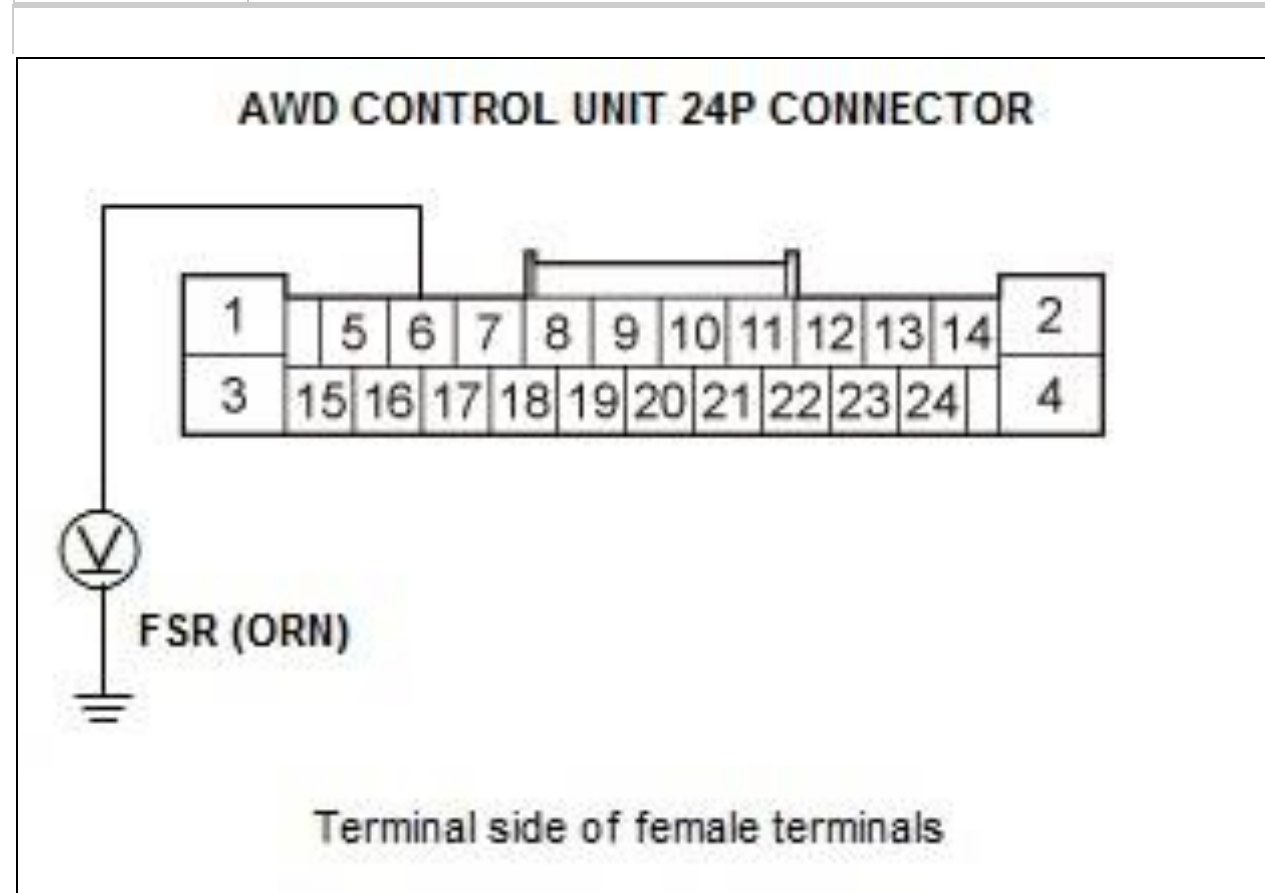 AWD CONTROL UNIT 24P CONNECTOR
1 5 6 7 8 9 10 11 12 13 14 2
3 15 16 17 18 19 20 21 22 23 24 4
V
FSR (ORN)
Terminal side of female terminals